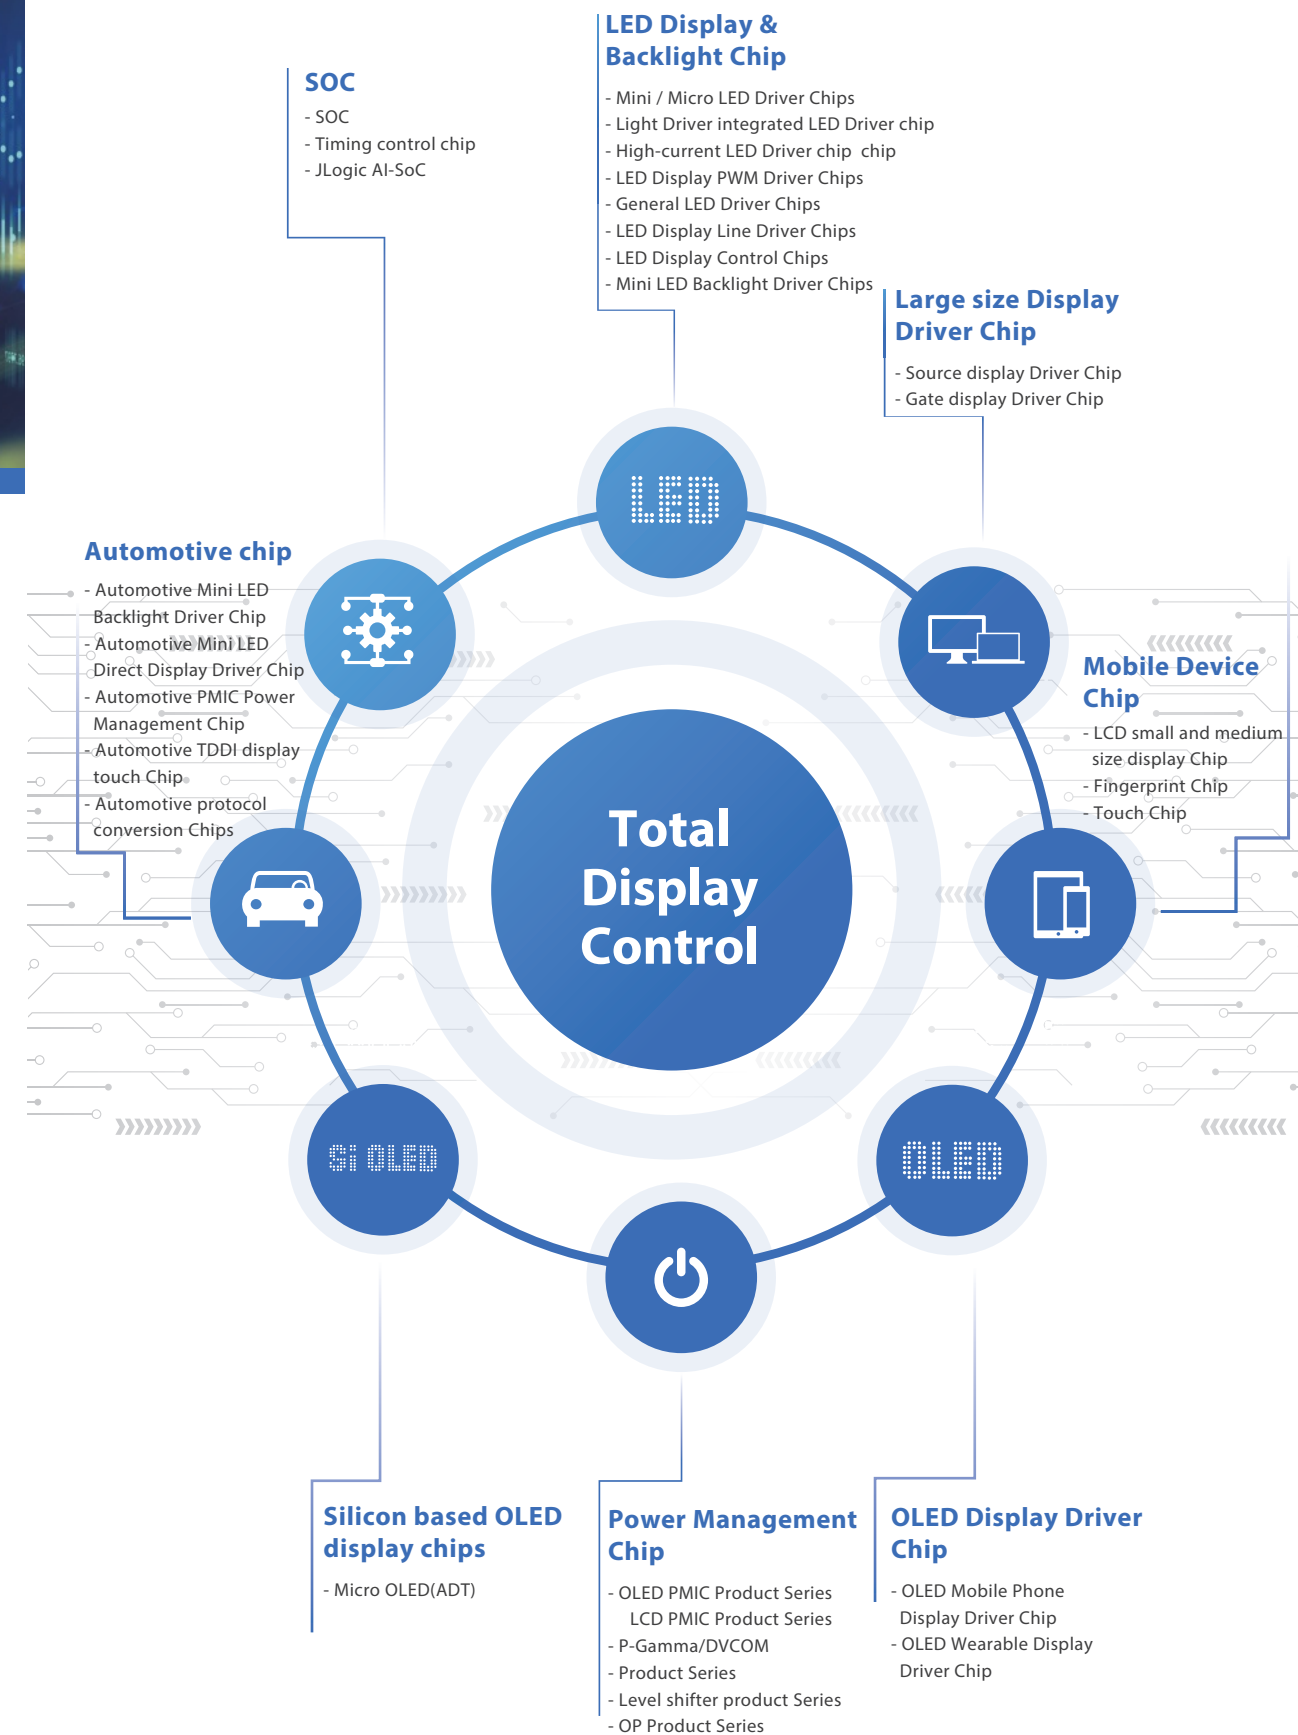 LED Display &
Backlight Chip
- Mini / Micro LED Driver Chips
- Light Driver integrated LED Driver chip
- High-current LED Driver chip  chip
- LED Display PWM Driver Chips
- General LED Driver Chips
- LED Display Line Driver Chips
- LED Display Control Chips
- Mini LED Backlight Driver Chips
SOC
- SOC
- Timing control chip
- JLogic AI-SoC
Large size Display
Driver Chip
- Source display Driver Chip
- Gate display Driver Chip
LED
Automotive chip
- Automotive Mini LED
Backlight Driver Chip
- Automotive Mini LED
Direct Display Driver Chip
- Automotive PMIC Power
Management Chip
- Automotive TDDI display
touch Chip
- Automotive protocol
conversion Chips
Mobile Device
Chip
- LCD small and medium
size display Chip
- Fingerprint Chip
- Touch Chip
Total
Display
Control
Si OLED
OLED
Silicon based OLED
display chips
- Micro OLED(ADT)
Power Management
Chip
- OLED PMIC Product Series
LCD PMIC Product Series
- P-Gamma/DVCOM
- Product Series
- Level shifter product Series
- OP Product Series
OLED Display Driver
Chip
- OLED Mobile Phone
Display Driver Chip
- OLED Wearable Display
Driver Chip